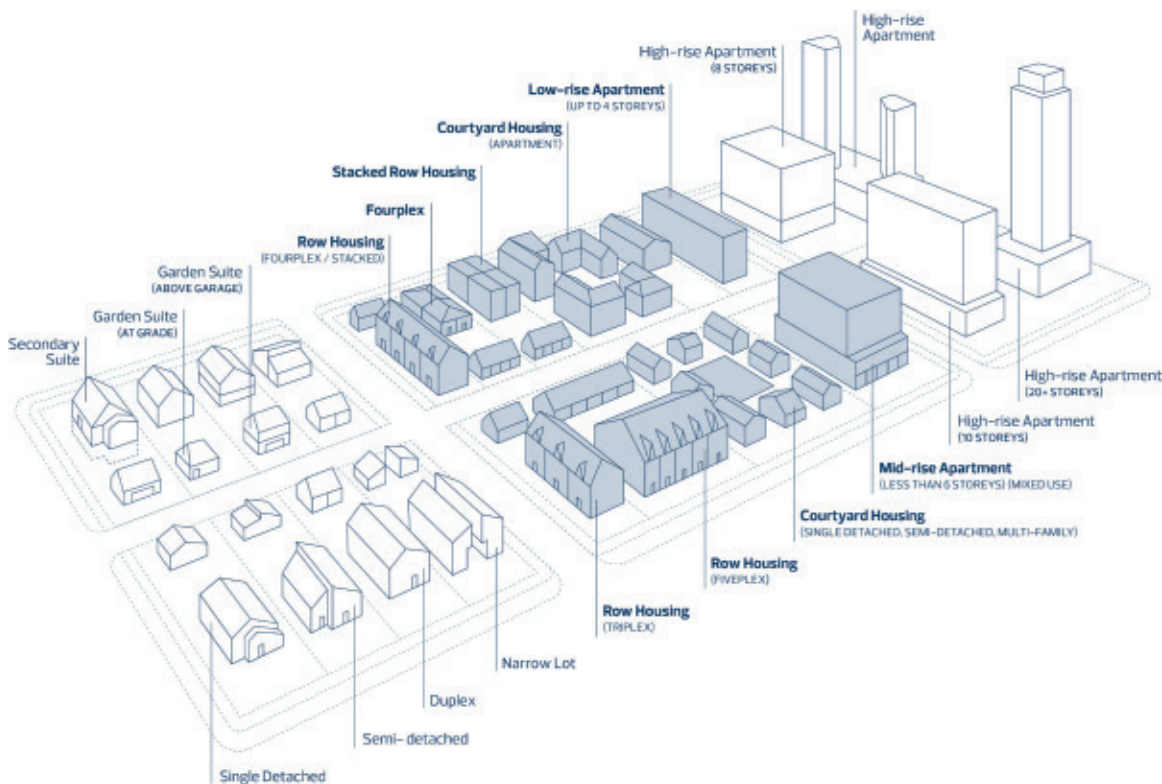 High-rise
Apartment
High-rise Apartment
(8 STOREYS)
Low-rise Apartment
(UP TO 4 STOREYS)
Courtyard Housing
(APARTMENT)
Stacked Row Housing
Fourplex
Row Housing
(FOURPLEX / STACKED)
Garden Suite
(ABOVE GARAGE)
Garden Suite
(AT GRADE)
Secondary
Suite
High-rise Apartment
(20+ STOREYS)
High-rise Apartment
(10 STOREYS)
Mid-rise Apartment
(LESS THAN 6 STOREYS) (MIXED USE)
Courtyard Housing
(SINGLE DETACHED, SEMI-DETACHED, MULTI-FAMILY)
Row Housing
(FIVEPLEX)
Row Housing
(TRIPLEX)
Narrow Lot
Duplex
Semi- detached
Single Detached